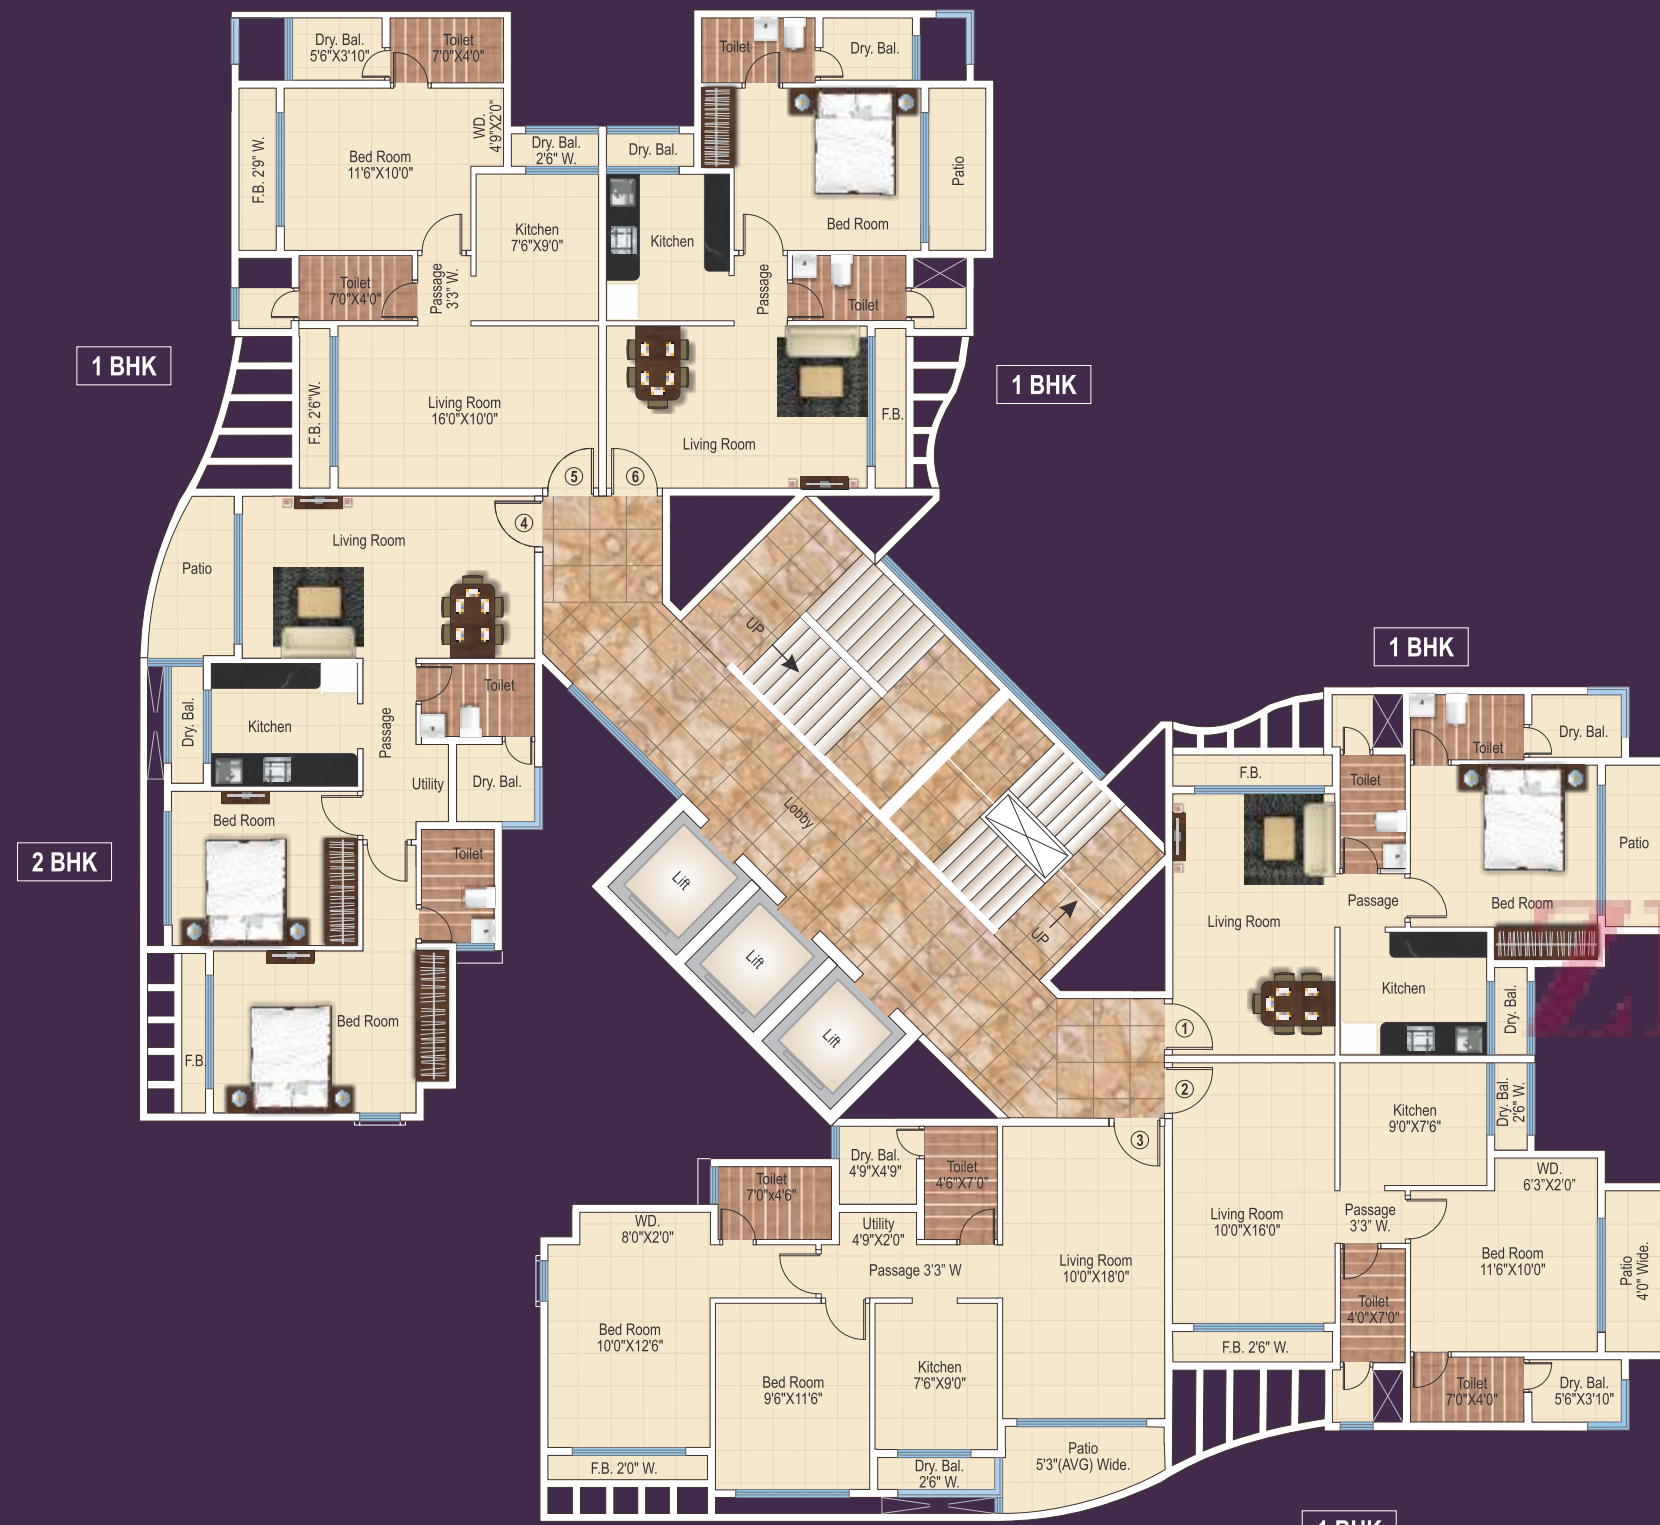 Dry. Bal.
5'6"X3'10"
Toilet
7'0"X4'0"
WD.
4'9"X2'0"
F.B. 2'9" W.
Bed Room
11'6"X10'0"
Dry. Bal.
2'6" W.
Kitchen
7'6"X9'0"
Toilet
7'0"X4'0"
Passage
3'3" W.
F.B. 2'6"W.
Living Room
16'0"X10'0"
1 BHK
5
Toilet
Dry. Bal.
Dry. Bal.
Patio
Bed Room
Kitchen
Passage
Toilet
Living Room
F.B.
1 BHK
6
4
Living Room
Patio
Dry. Bal.
Kitchen
Passage
Toilet
Utility
Dry. Bal.
Bed Room
Toilet
2 BHK
Bed Room
F.B.
UP
Lobby
Lift
Lift
Lift
UP
1 BHK
F.B.
Toilet
Toilet
Dry. Bal.
Patio
Living Room
Passage
Bed Room
Kitchen
Dry. Bal.
1
2
3
Kitchen
9'0"X7'6"
Dry. Bal.
2'6" W.
WD.
6'3"X2'0"
Living Room
10'0"X16'0"
Passage
3'3" W.
Bed Room
11'6"X10'0"
Patio
4'0" Wide.
Toilet
4'0"X7'0"
F.B. 2'6" W.
Toilet
7'0"X4'0"
Dry. Bal.
5'6"X3'10"
Dry. Bal.
4'9"X4'9"
Toilet
4'6"X7'0"
Toilet
7'0"x4'6"
WD.
8'0"X2'0"
Utility
4'9"X2'0"
Passage 3'3" W
Living Room
10'0"X18'0"
Bed Room
10'0"X12'6"
Bed Room
9'6"X11'6"
Kitchen
7'6"X9'0"
F.B. 2'0" W.
Dry. Bal.
2'6" W.
Patio
5'3"(AVG) Wide.
1 BHK